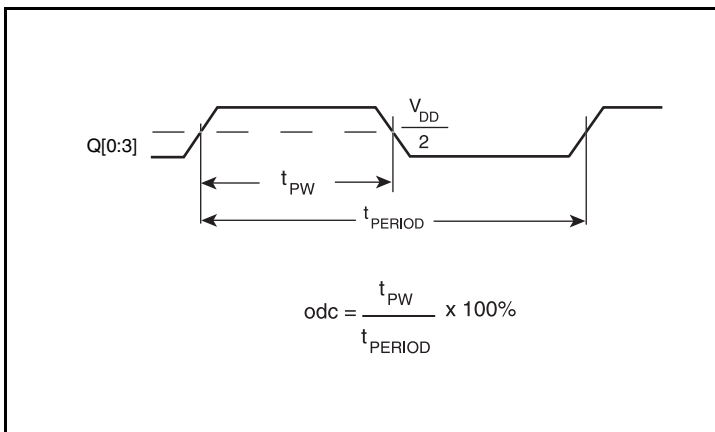 V_DD
2
Q[0:3]
t_PW
t_PERIOD
odc = t_PW / t_PERIOD x 100%